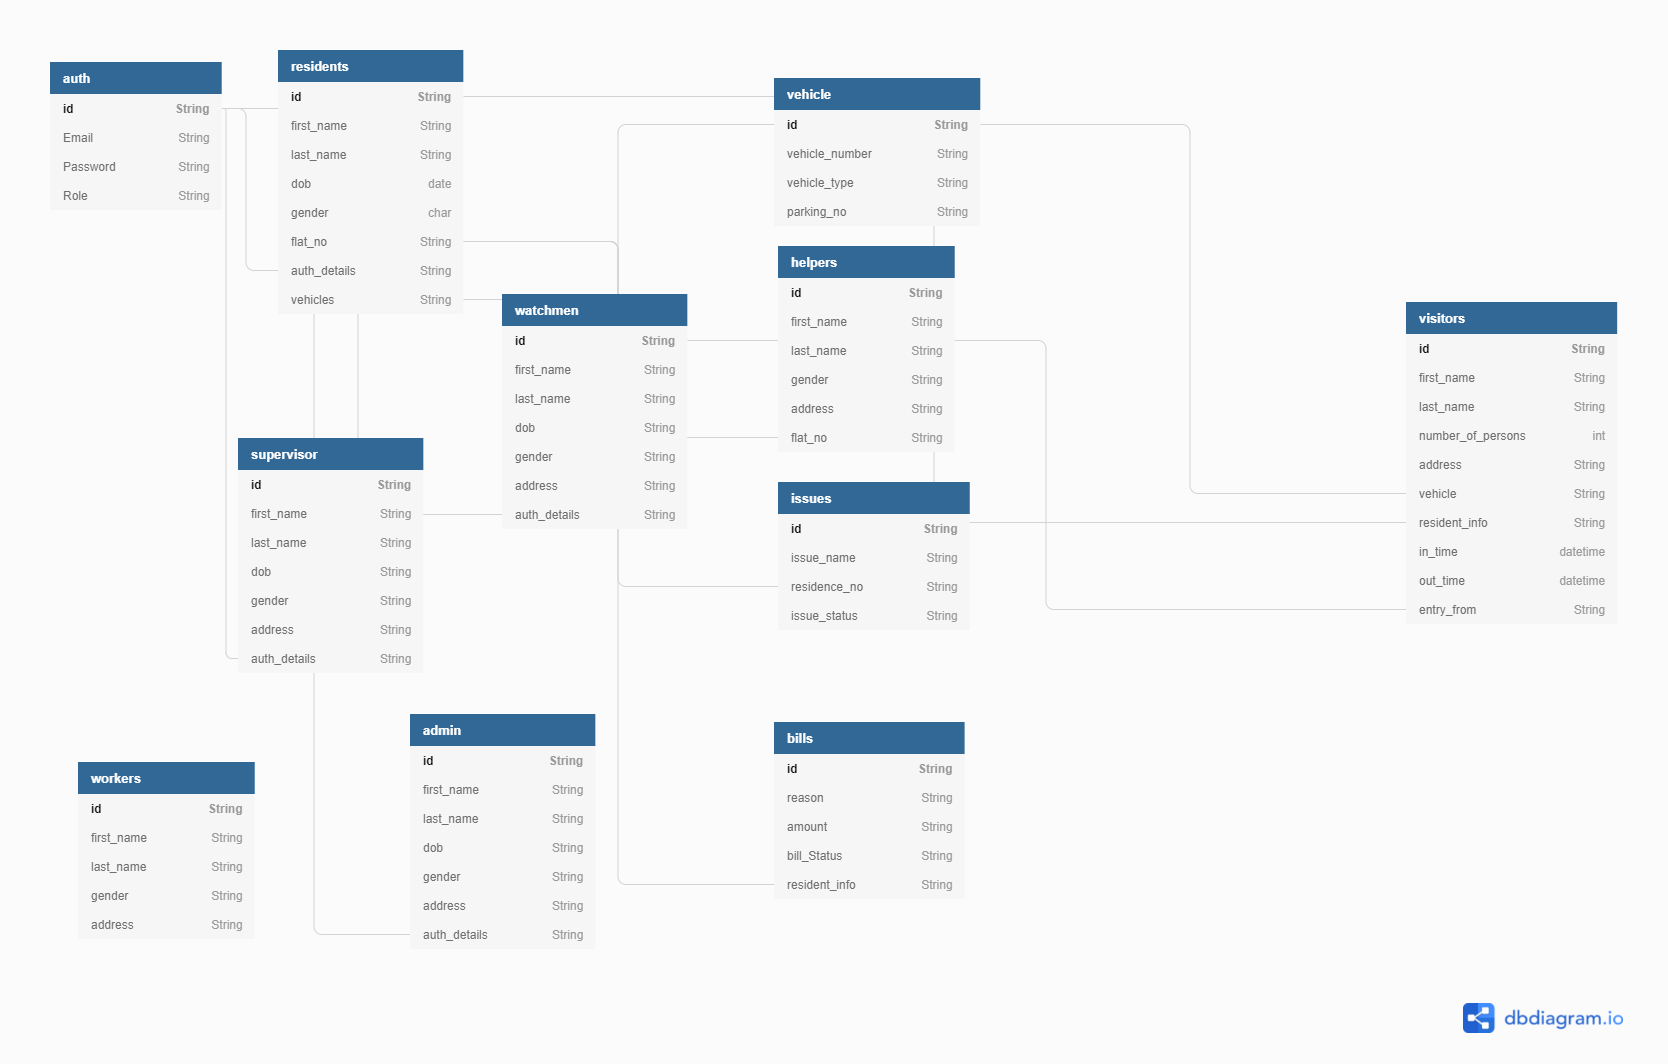 auth
id String
Email String
Password String
Role String
residents
id String
first_name String
last_name String
dob date
gender char
flat_no String
auth_details String
vehicles String
vehicle
id String
vehicle_number String
vehicle_type String
parking_no String
helpers
id String
first_name String
last_name String
gender String
address String
flat_no String
watchmen
id String
first_name String
last_name String
dob String
gender String
address String
auth_details String
visitors
id String
first_name String
last_name String
number_of_persons int
address String
vehicle String
resident_info String
in_time datetime
out_time datetime
entry_from String
supervisor
id String
first_name String
last_name String
dob String
gender String
address String
auth_details String
issues
id String
issue_name String
residence_no String
issue_status String
admin
id String
first_name String
last_name String
dob String
gender String
address String
auth_details String
bills
id String
reason String
amount String
bill_Status String
resident_info String
workers
id String
first_name String
last_name String
gender String
address String
dbdiagram.io